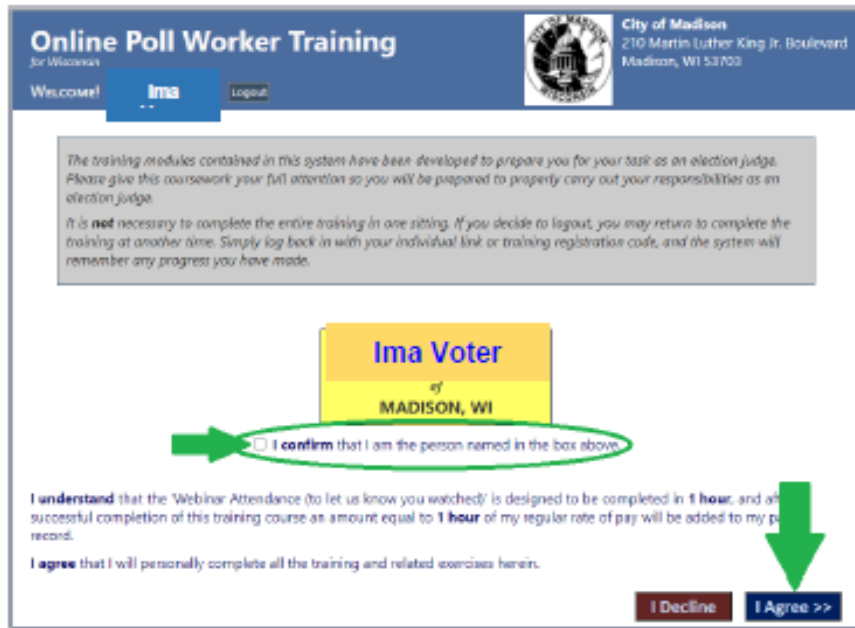 Online Poll Worker Training
for Wisconsin
WELCOME! Ima
Logout
CITY OF MADISON
WISCONSIN
City of Madison
210 Martin Luther King Jr. Boulevard
Madison, WI 53703
The training modules contained in this system have been developed to prepare you for your task as an election judge.
Please give this coursework your full attention so you will be prepared to properly carry out your responsibilities as an
election judge.
It is not necessary to complete the entire training in one sitting. If you decide to logout, you may return to complete the
training at another time. Simply log back in with your individual link or training registration code, and the system will
remember any progress you have made.
Ima Voter
of
MADISON, WI
I confirm that I am the person named in the box above.
I understand that the 'Webinar Attendance (to let us know you watched)' is designed to be completed in 1 hour, and
successful completion of this training course an amount equal to 1 hour of my regular rate of pay will be added to my
record.
I agree that I will personally complete all the training and related exercises herein.
I Decline
I Agree >>